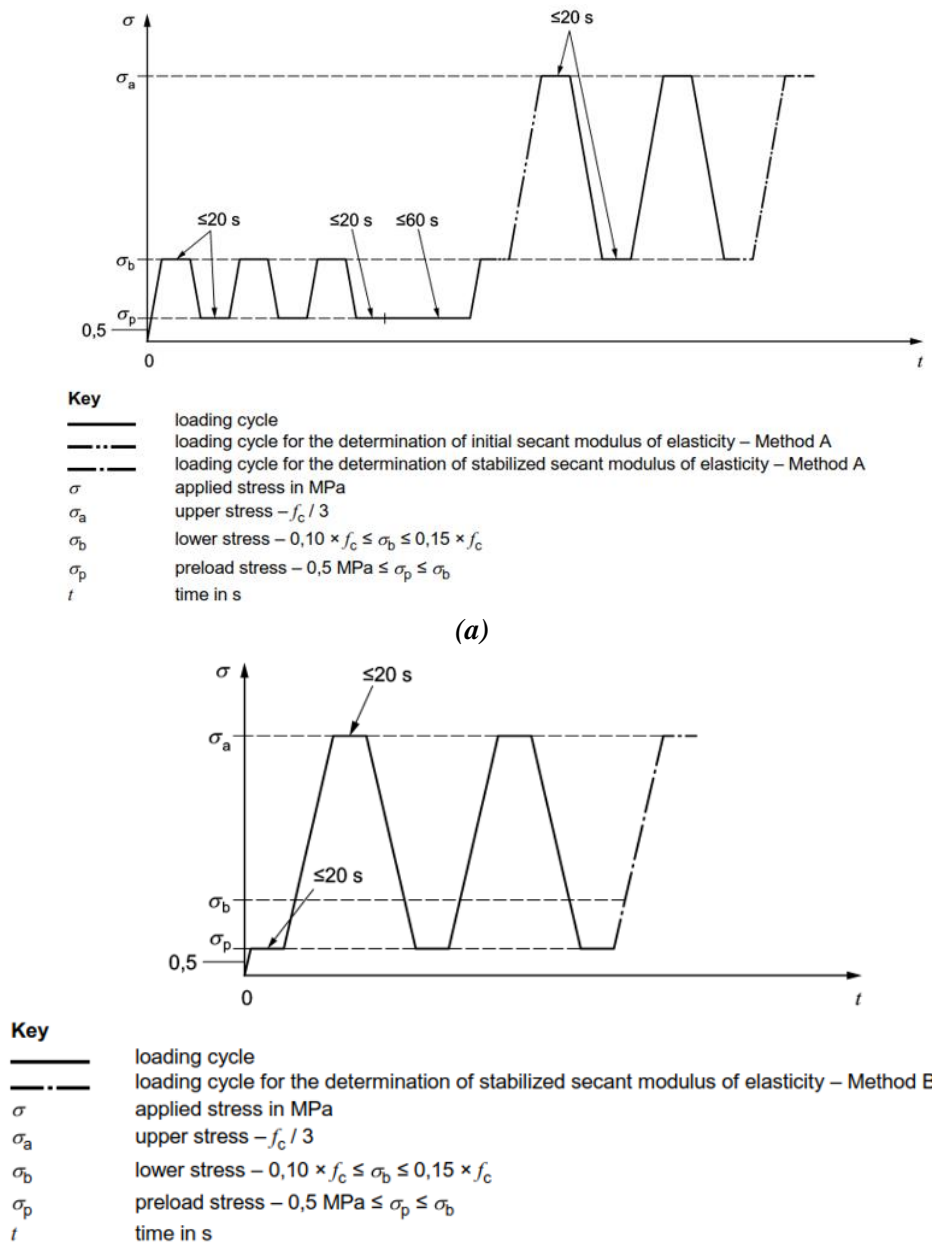 σ
≤20 s
σa
≤20 s
≤20 s
≤60 s
σb
σp
0,5
0
t
Key
loading cycle
loading cycle for the determination of initial secant modulus of elasticity – Method A
loading cycle for the determination of stabilized secant modulus of elasticity – Method A
σ applied stress in MPa
σa upper stress – fc / 3
σb lower stress – 0,10 × fc ≤ σb ≤ 0,15 × fc
σp preload stress – 0,5 MPa ≤ σp ≤ σb
t time in s
(a)
σ
≤20 s
σa
≤20 s
σb
σp
0,5
0
t
Key
loading cycle
loading cycle for the determination of stabilized secant modulus of elasticity – Method B
σ applied stress in MPa
σa upper stress – fc / 3
σb lower stress – 0,10 × fc ≤ σb ≤ 0,15 × fc
σp preload stress – 0,5 MPa ≤ σp ≤ σb
t time in s